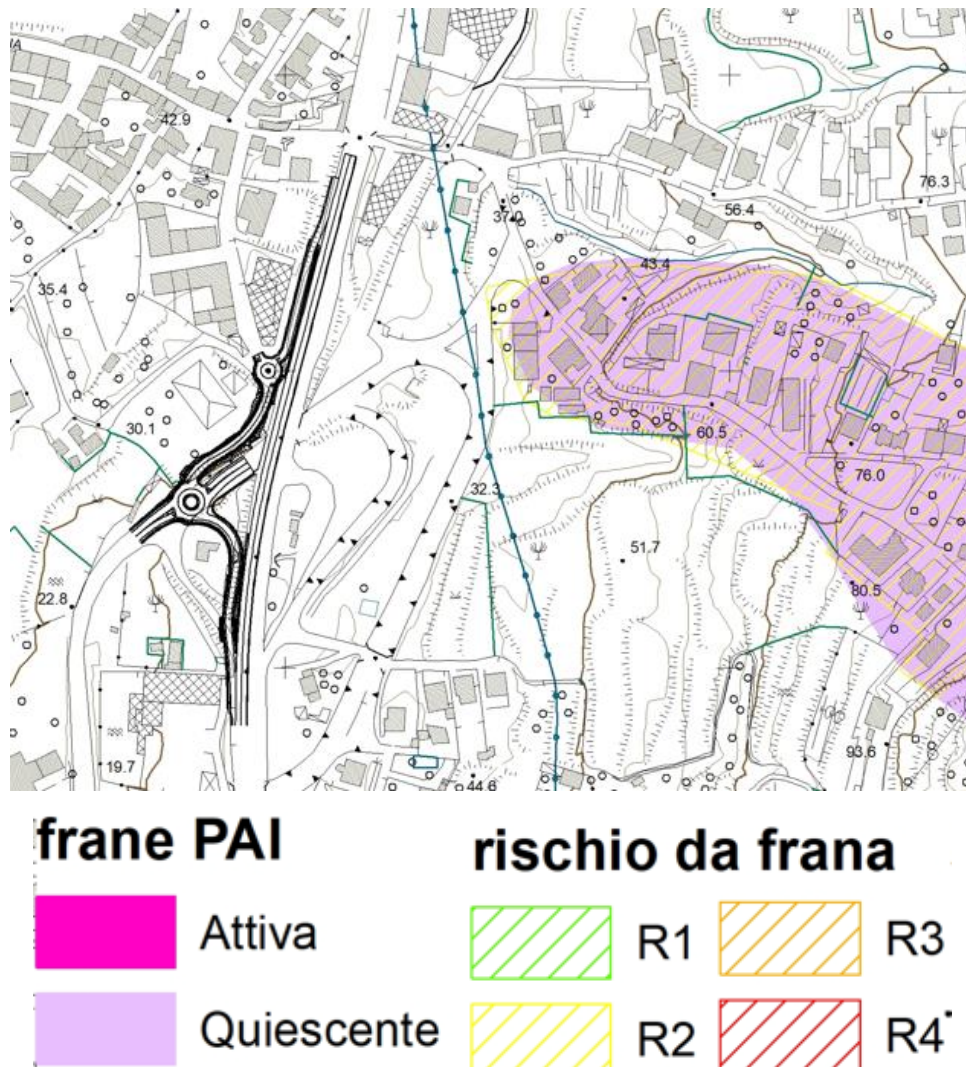 42.9
76.3
56.4
37.0
43.4
35.4
30.1
60.5
76.0
32.3
51.7
22.8
80.5
93.6
19.7
44.6
frane PAI
Attiva
Quiescente
rischio da frana
R1
R3
R2
R4